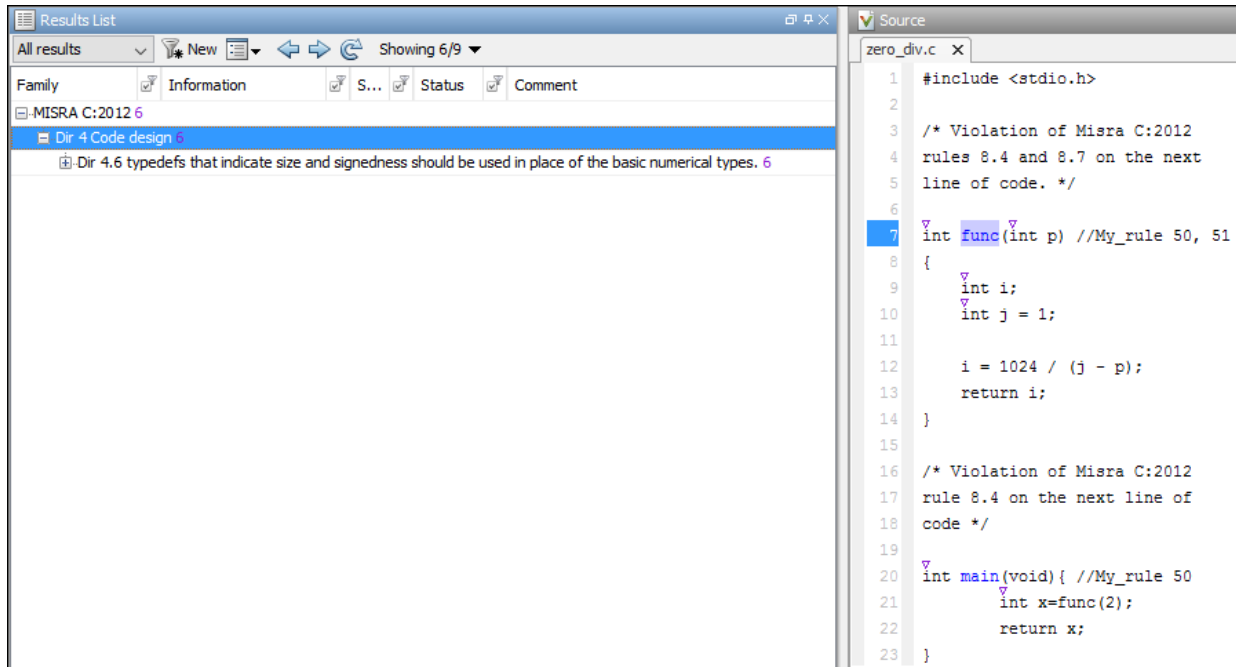 Results List
All results New Showing 6/9
Family Information S... Status Comment
MISRA C:2012 6
Dir 4 Code design 6
Dir 4.6 typedefs that indicate size and signedness should be used in place of the basic numerical types. 6
Source
zero_div.c X
1 #include <stdio.h>
2
3 /* Violation of Misra C:2012
4 rules 8.4 and 8.7 on the next
5 line of code. */
6
7 int func(int p) //My_rule 50, 51
8 {
9 int i;
10 int j = 1;
11
12 i = 1024 / (j - p);
13 return i;
14 }
15
16 /* Violation of Misra C:2012
17 rule 8.4 on the next line of
18 code */
19
20 int main(void){ //My_rule 50
21 int x=func(2);
22 return x;
23 }